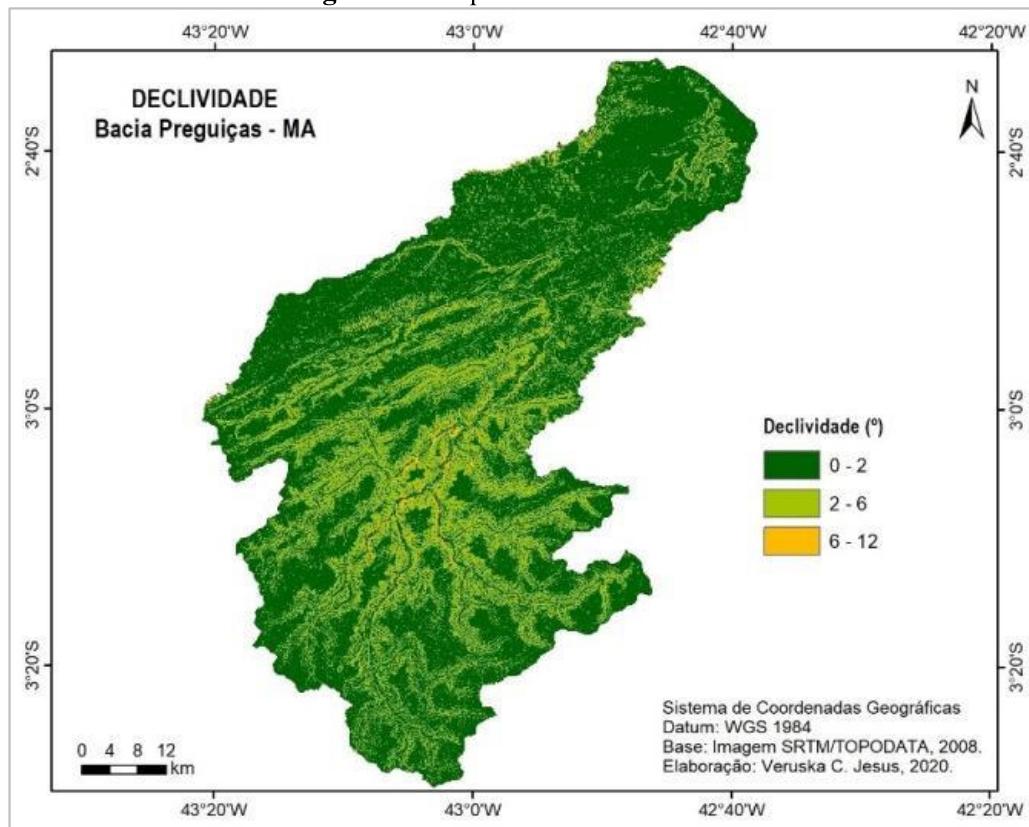 43°20'W 43°0'W 42°40'W 42°20'W
DECLIVIDADE
Bacia Preguiças - MA
N
2°40'S 2°40'S
3°0'S 3°0'S
Declividade (º)
0 - 2
2 - 6
6 - 12
3°20'S 3°20'S
Sistema de Coordenadas Geográficas
Datum: WGS 1984
Base: Imagem SRTM/TOPODATA, 2008.
Elaboração: Veruska C. Jesus, 2020.
0 4 8 12
km
43°20'W 43°0'W 42°40'W 42°20'W